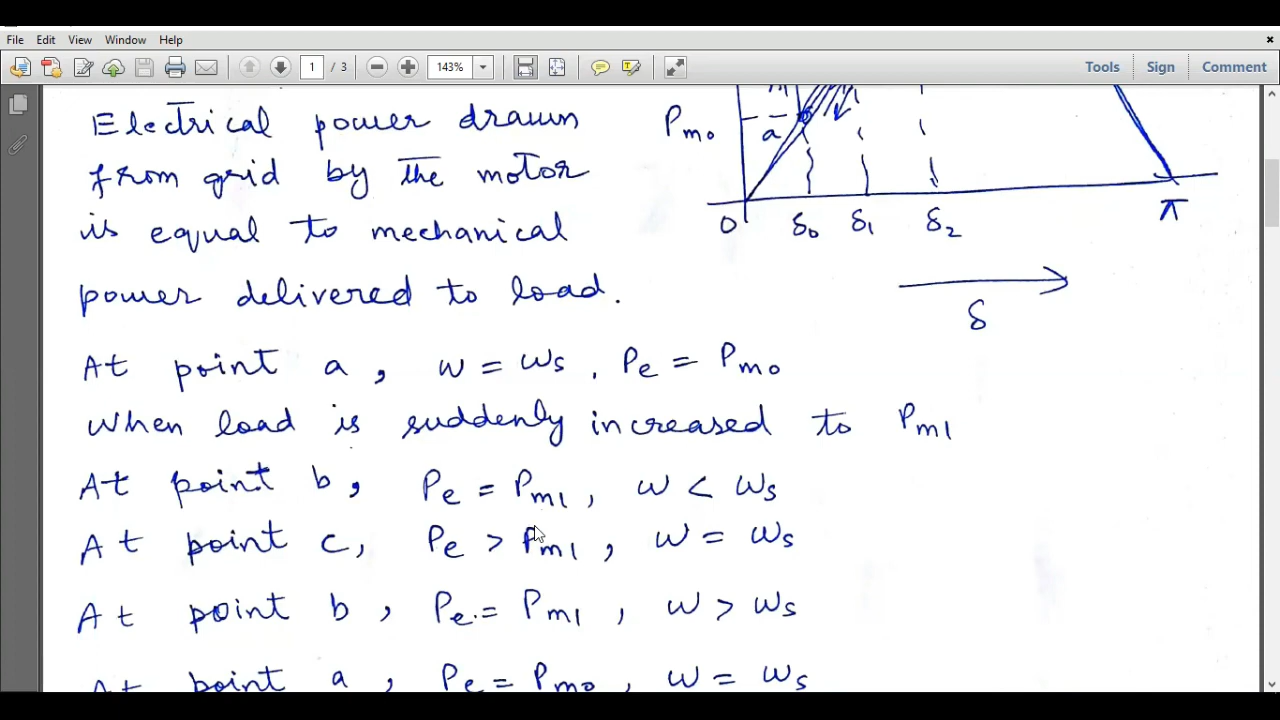 File Edit View Window Help
1 / 3 143% Tools Sign Comment
Electrical power drawn
from grid by the motor
is equal to mechanical
power delivered to load.
Pm0
a
0 δ0 δ1 δ2 π
δ
At point a, ω = ωs, Pe = Pm0
When load is suddenly increased to Pm1
At point b, Pe = Pm1, ω < ωs
At point c, Pe > Pm1, ω = ωs
At point b, Pe = Pm1, ω > ωs
At point a, Pe = Pm0, ω = ωs